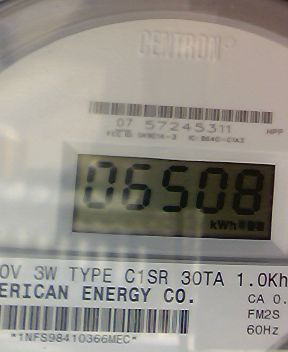 CENTRON®
07 57245311
HPP
06508
kWh
0V 3W TYPE C1SR 30TA 1.0Kh
ERICAN ENERGY CO.
CA 0.
FM2S
60Hz
*1NFS98410366MEC*